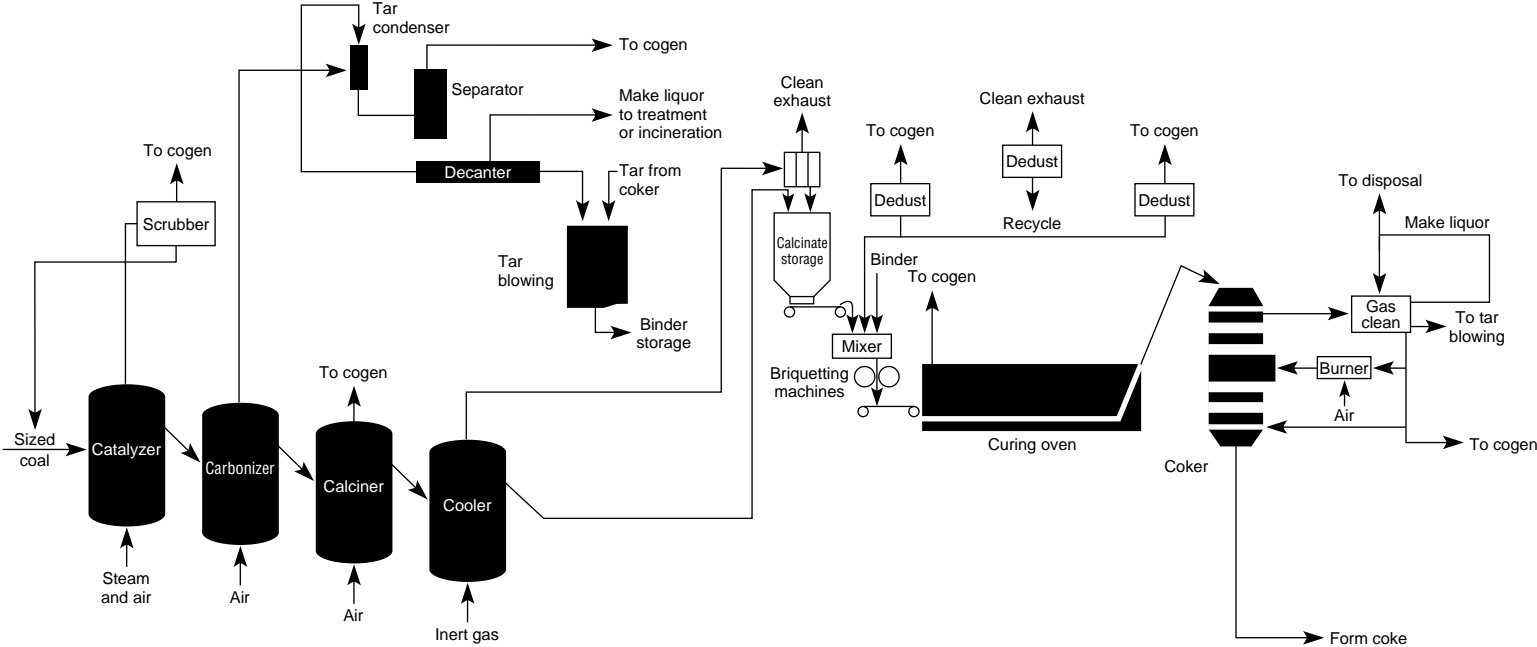 Tar
condenser
To cogen
Separator
Make liquor
to treatment
or incineration
Decanter
Tar from
coker
Tar
blowing
Binder
storage
To cogen
Scrubber
Sized
coal
Catalyzer
Steam
and air
Carbonizer
Air
To cogen
Calciner
Air
Cooler
Inert gas
Clean
exhaust
Calcinate
storage
To cogen
Dedust
Clean exhaust
Dedust
Recycle
To cogen
Dedust
Binder
Mixer
Briquetting
machines
To cogen
Curing oven
To disposal
Make liquor
Gas
clean
To tar
blowing
Burner
Air
To cogen
Coker
Form coke